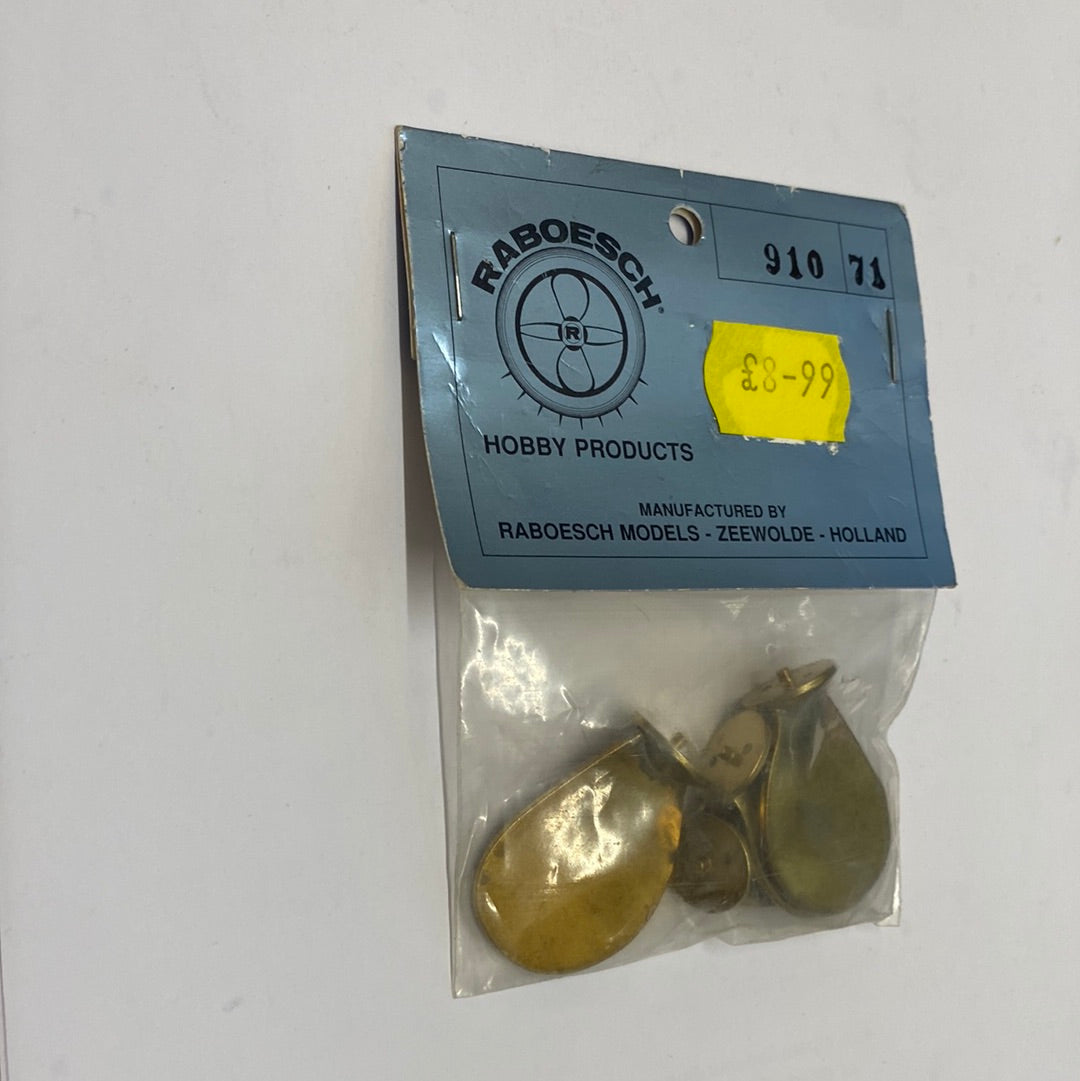 RABOESCH®
R
910 71
£8-99
HOBBY PRODUCTS
MANUFACTURED BY
RABOESCH MODELS - ZEEWOLDE - HOLLAND